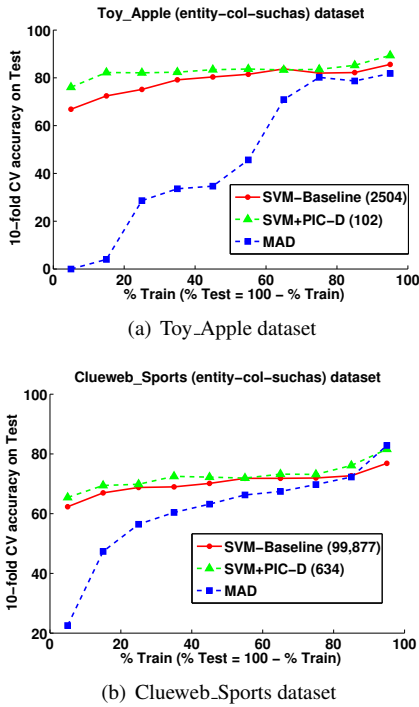 Toy_Apple (entity-col-suchas) dataset
100
80
60
40
20
0
10-fold CV accuracy on Test
SVM-Baseline (2504)
SVM+PIC-D (102)
MAD
0 20 40 60 80 100
% Train (% Test = 100 - % Train)
(a) Toy_Apple dataset
Clueweb_Sports (entity-col-suchas) dataset
100
80
60
40
20
10-fold CV accuracy on Test
SVM-Baseline (99,877)
SVM+PIC-D (634)
MAD
0 20 40 60 80 100
% Train (% Test = 100 - % Train)
(b) Clueweb_Sports dataset